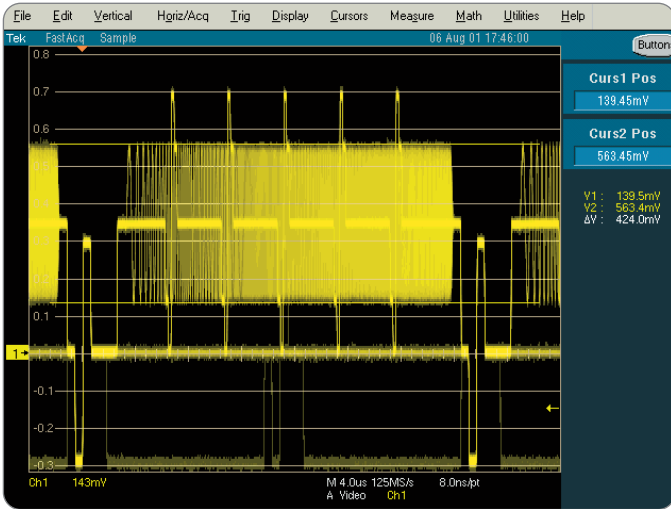 File Edit Vertical Horiz/Acq Trig Display Cursors Measure Math Utilities Help
Tek FastAcq Sample 06 Aug 01 17:46:00
Button
0.8
0.7
0.6
0.1
1
-0.1
-0.2
-0.3
Curs1 Pos
139.45mV
Curs2 Pos
563.45mV
Y1 : 139.5mV
Y2 : 563.4mV
ΔY : 424.0mV
Ch1 143mV
M 4.0us 125MS/s 8.0ns/pt
A Video Ch1